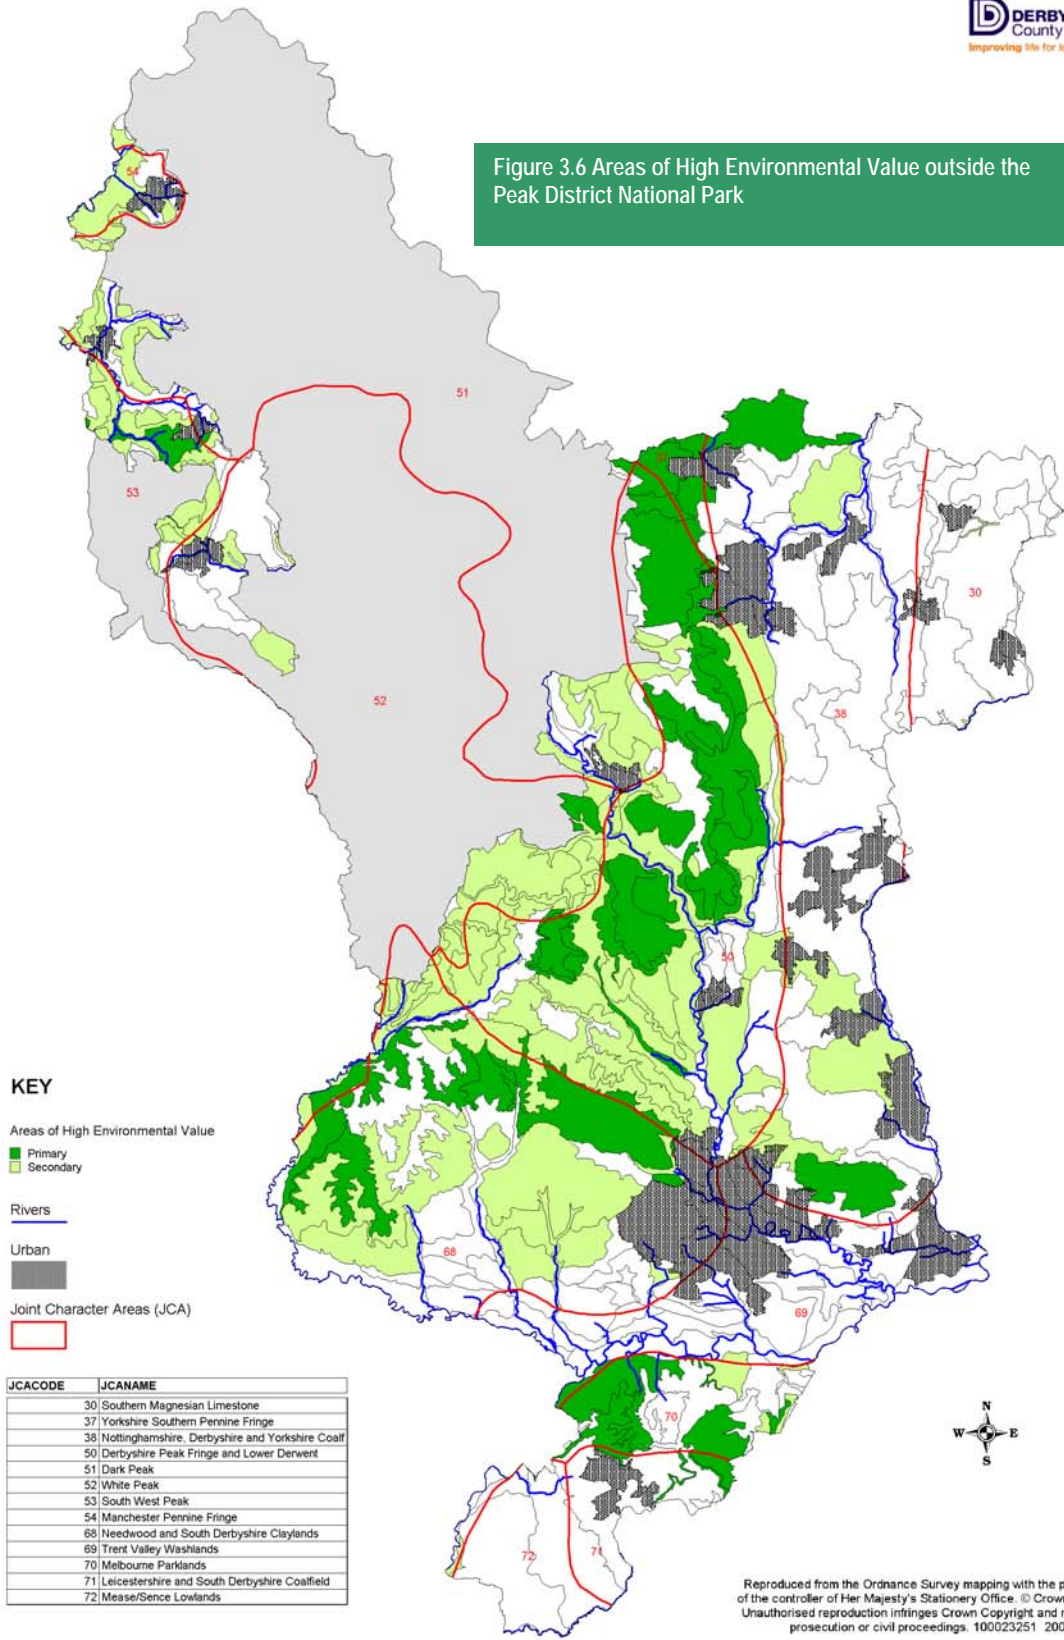 DERBY
County
Improving life for lo
Figure 3.6 Areas of High Environmental Value outside the
Peak District National Park
54
51
37
53
30
52
38
50
68
69
70
72
71
KEY
Areas of High Environmental Value
Primary
Secondary
Rivers
Urban
Joint Character Areas (JCA)
JCACODE JCANAME
30 Southern Magnesian Limestone
37 Yorkshire Southern Pennine Fringe
38 Nottinghamshire, Derbyshire and Yorkshire Coalf
50 Derbyshire Peak Fringe and Lower Derwent
51 Dark Peak
52 White Peak
53 South West Peak
54 Manchester Pennine Fringe
68 Needwood and South Derbyshire Claylands
69 Trent Valley Washlands
70 Melbourne Parklands
71 Leicestershire and South Derbyshire Coalfield
72 Mease/Sence Lowlands
N
W E
S
Reproduced from the Ordnance Survey mapping with the p
of the controller of Her Majesty's Stationery Office. © Crown
Unauthorised reproduction infringes Crown Copyright and m
prosecution or civil proceedings. 100023251 200